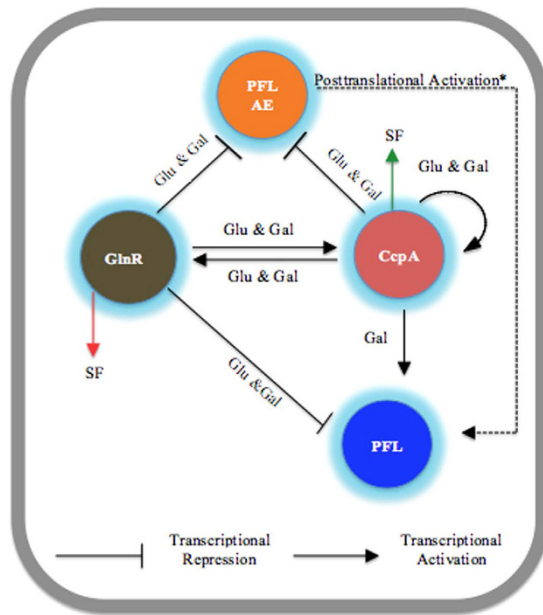 PFL
AE
Posttranslational Activation*
SF
Glu & Gal
Glu & Gal
Glu & Gal
Glu & Gal
GlnR
CcpA
Glu & Gal
Gal
SF
Glu &Gal
PFL
Transcriptional
Repression
Transcriptional
Activation